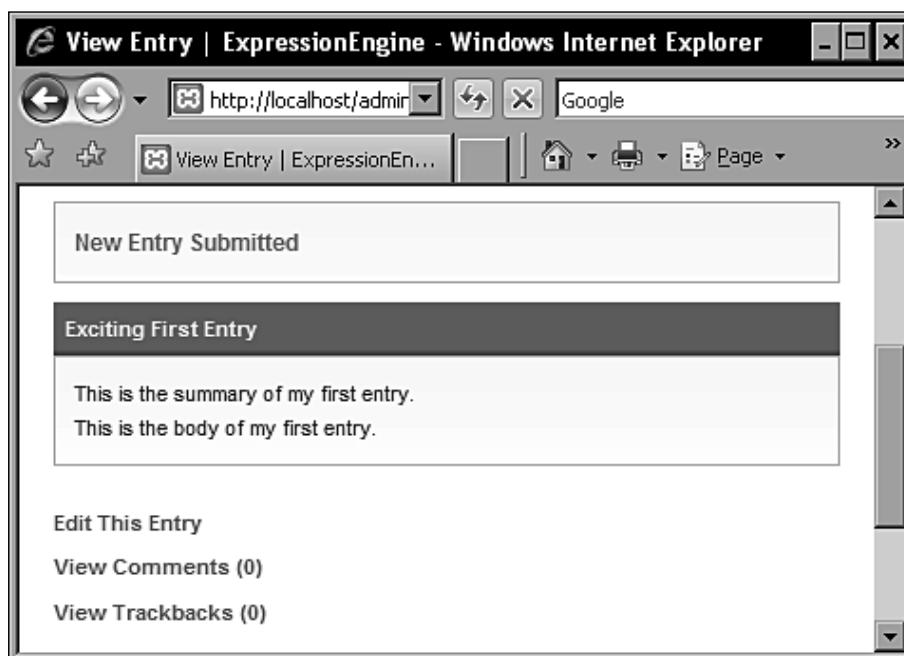 View Entry | ExpressionEngine - Windows Internet Explorer
http://localhost/admir
Google
View Entry | ExpressionEn...
Page
New Entry Submitted
Exciting First Entry
This is the summary of my first entry.
This is the body of my first entry.
Edit This Entry
View Comments (0)
View Trackbacks (0)